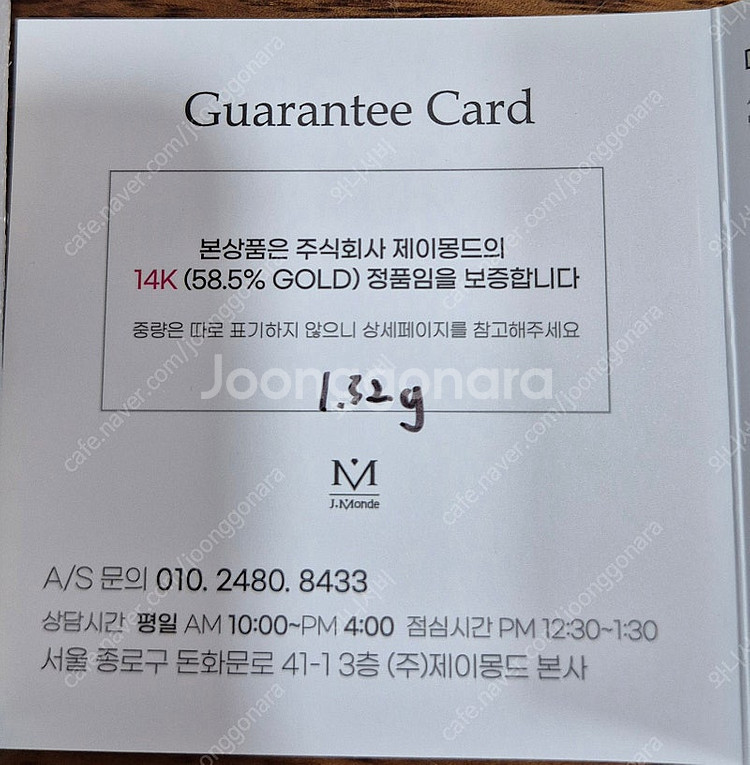 Guarantee Card
본상품은 주식회사 제이몽드의
14K (58.5% GOLD) 정품임을 보증합니다
중량은 따로 표기하지 않으니 상세페이지를 참고해주세요
Joonggonara
1.32g
M
J.Monde
A/S 문의 010. 2480. 8433
상담시간 평일 AM 10:00~PM 4:00 점심시간 PM 12:30~1:30
서울 종로구 돈화문로 41-1 3층 (주)제이몽드 본사
cafe.naver.com/joonggonara